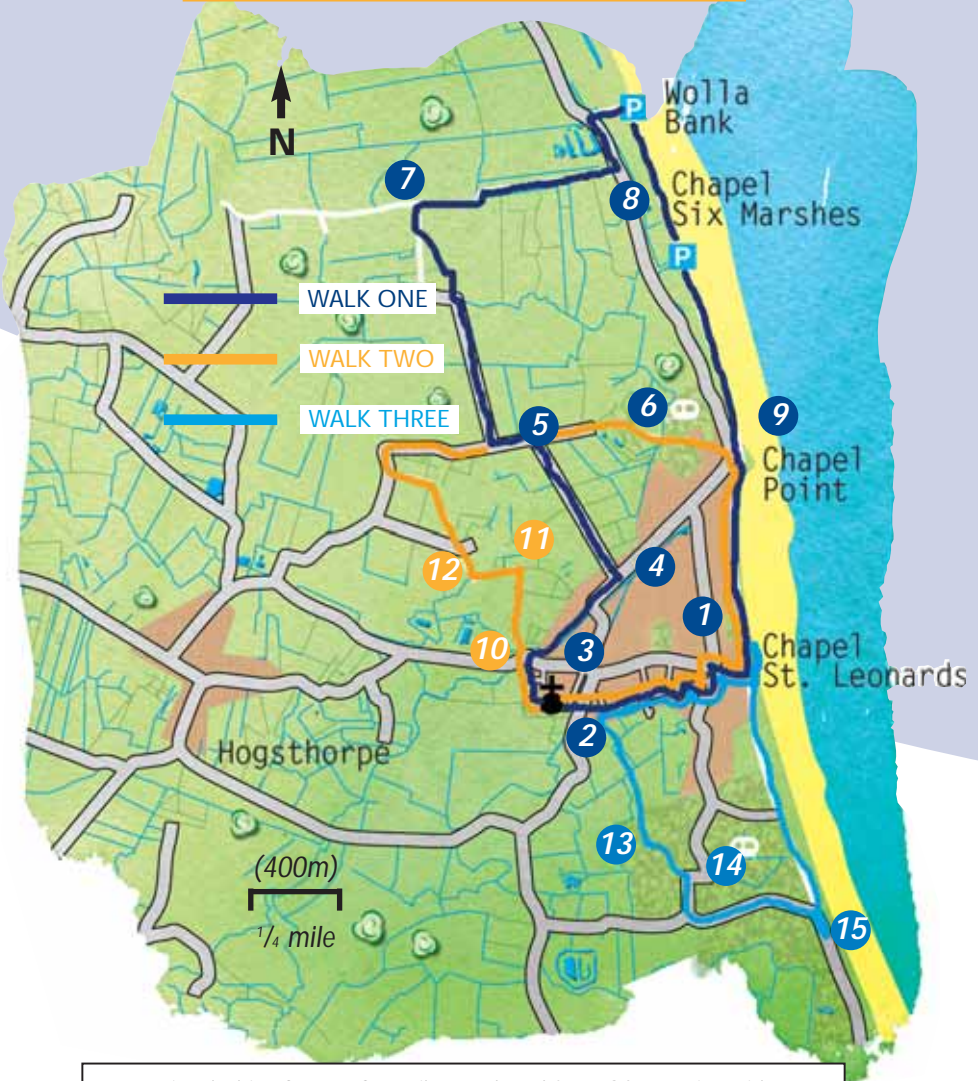 P
Wolla
Bank
N
7
8
Chapel
Six Marshes
P
WALK ONE
WALK TWO
WALK THREE
6
9
5
Chapel
Point
11
12
4
1
10
3
Chapel
St. Leonards
2
Hogsthorpe
13
14
(400m)
1/4 mile
15